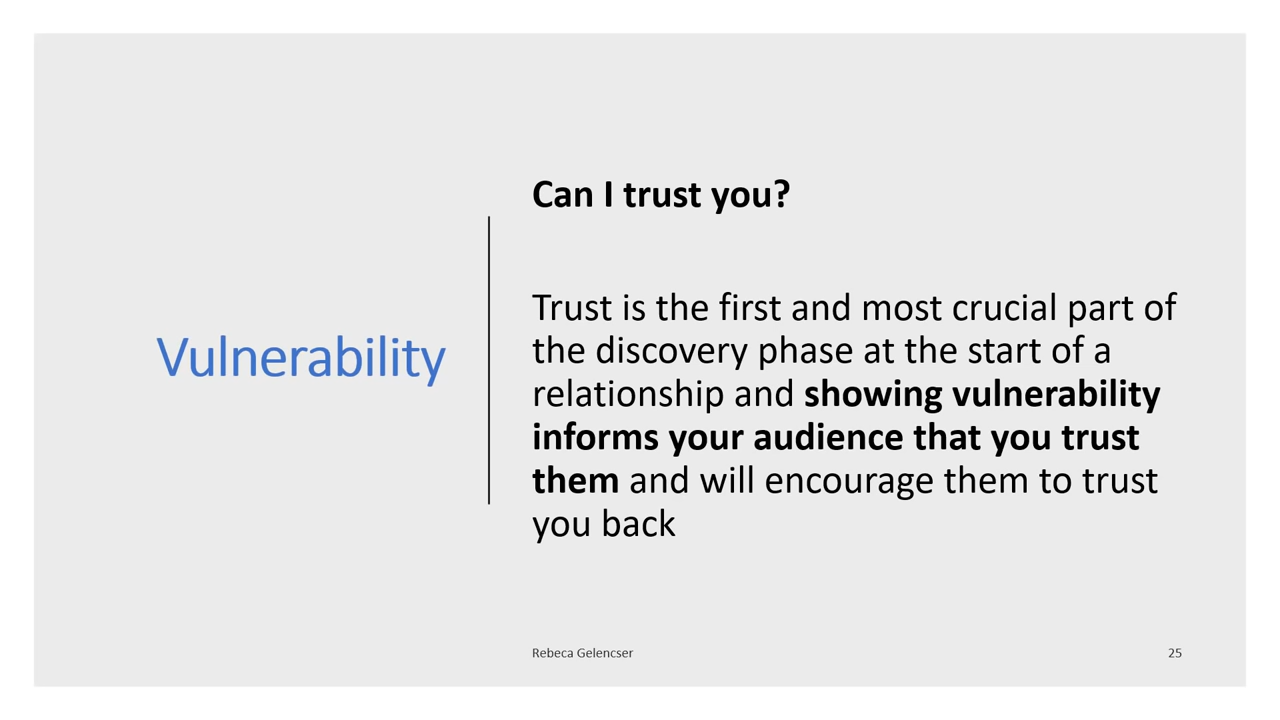 Vulnerability
Can I trust you?
Trust is the first and most crucial part of
the discovery phase at the start of a
relationship and showing vulnerability
informs your audience that you trust
them and will encourage them to trust
you back
Rebeca Gelencser
25